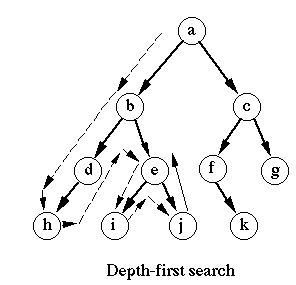 a
b c
d e f g
h i j k
Depth-first search